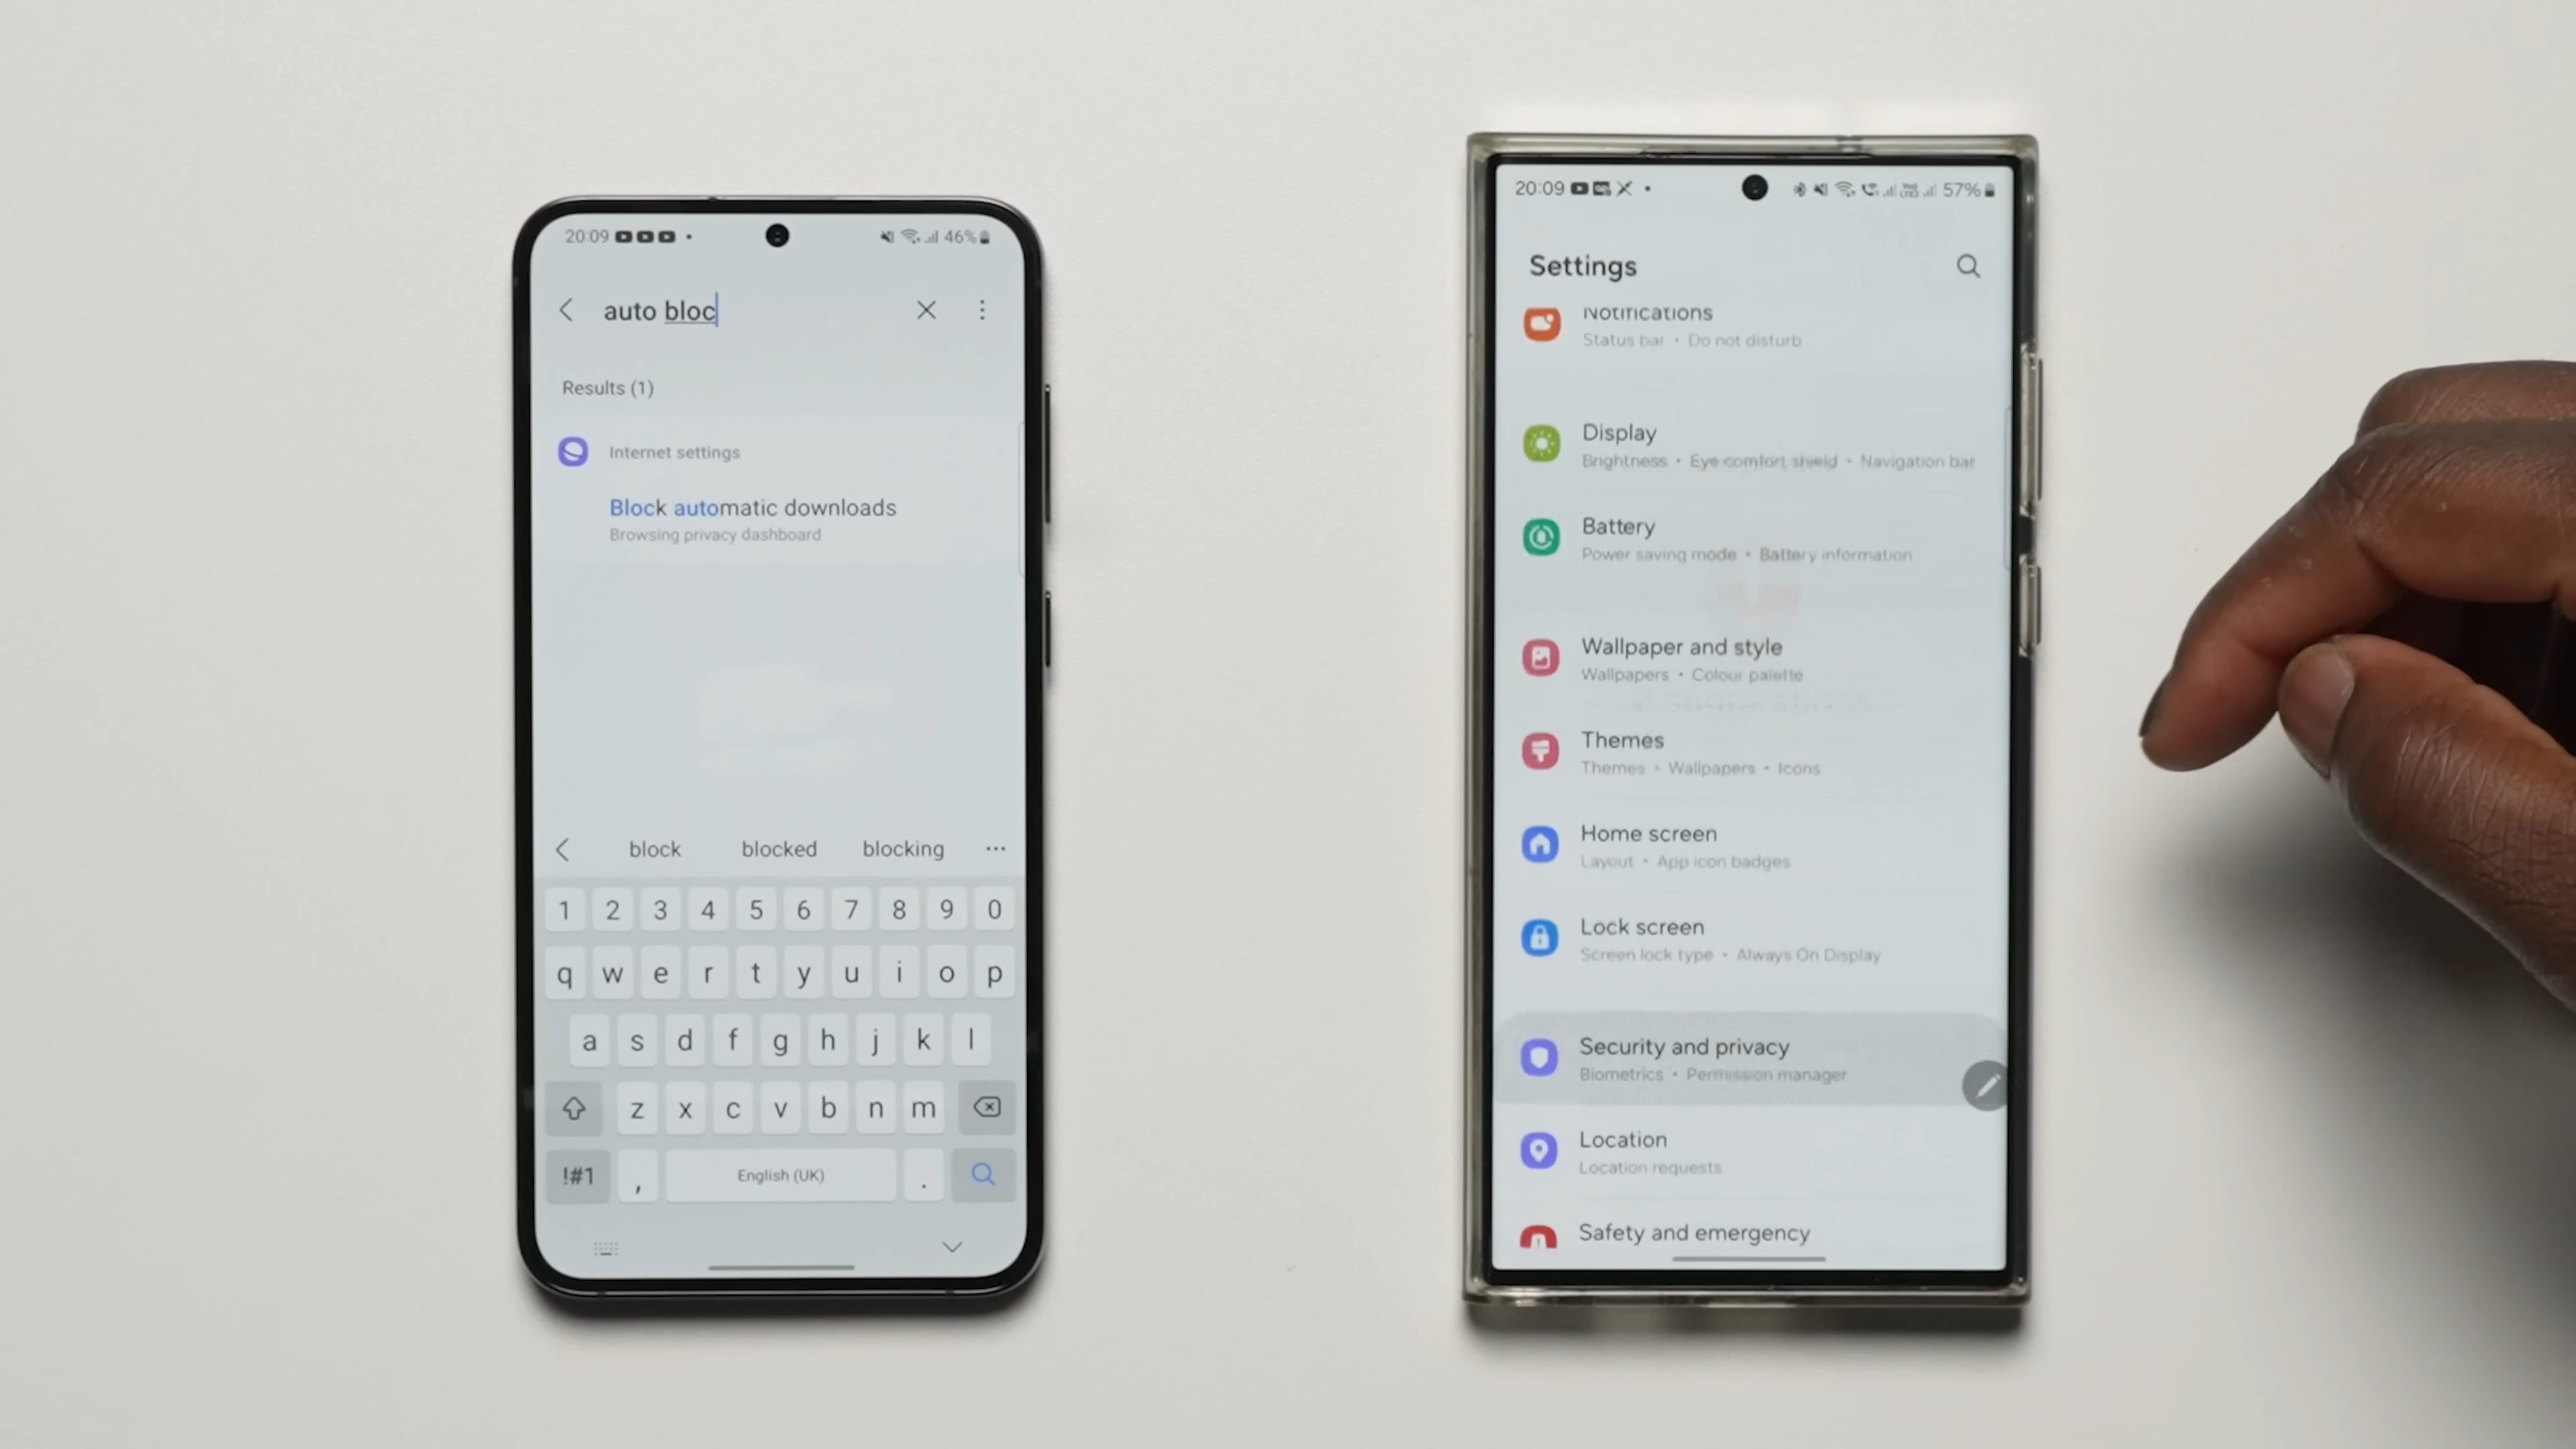 20:09
46%
auto bloc
Results (1)
Internet settings
Block automatic downloads
Browsing privacy dashboard
block blocked blocking
1 2 3 4 5 6 7 8 9 0
q w e r t y u i o p
a s d f g h j k l
z x c v b n m
!#1 , English (UK) .
20:09
57%
Settings
Notifications
Status bar • Do not disturb
Display
Brightness • Eye comfort shield • Navigation bar
Battery
Power saving mode • Battery information
Wallpaper and style
Wallpapers • Colour palette
Themes
Themes • Wallpapers • Icons
Home screen
Layout • App icon badges
Lock screen
Screen lock type • Always On Display
Security and privacy
Biometrics • Permission manager
Location
Location requests
Safety and emergency